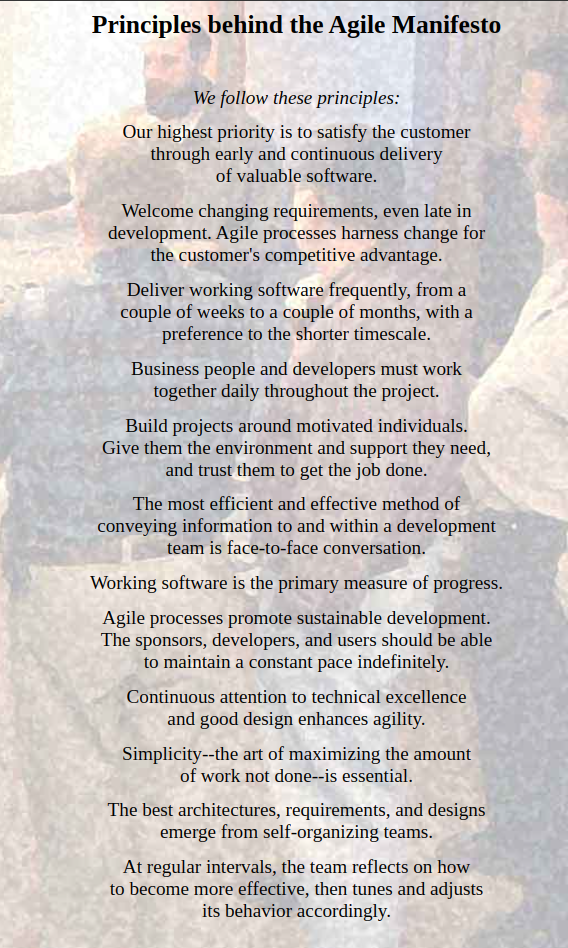 Principles behind the Agile Manifesto
We follow these principles:
Our highest priority is to satisfy the customer
through early and continuous delivery
of valuable software.
Welcome changing requirements, even late in
development. Agile processes harness change for
the customer's competitive advantage.
Deliver working software frequently, from a
couple of weeks to a couple of months, with a
preference to the shorter timescale.
Business people and developers must work
together daily throughout the project.
Build projects around motivated individuals.
Give them the environment and support they need,
and trust them to get the job done.
The most efficient and effective method of
conveying information to and within a development
team is face-to-face conversation.
Working software is the primary measure of progress.
Agile processes promote sustainable development.
The sponsors, developers, and users should be able
to maintain a constant pace indefinitely.
Continuous attention to technical excellence
and good design enhances agility.
Simplicity--the art of maximizing the amount
of work not done--is essential.
The best architectures, requirements, and designs
emerge from self-organizing teams.
At regular intervals, the team reflects on how
to become more effective, then tunes and adjusts
its behavior accordingly.